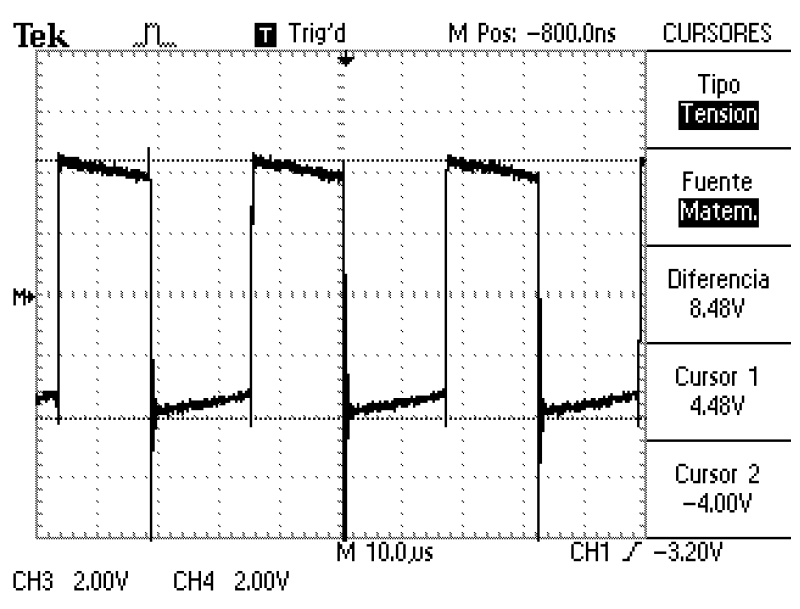 Tek T Trig'd M Pos: -800.0ns CURSORES
Tipo
Tension
Fuente
Matem.
M
Diferencia
8.48V
Cursor 1
4.48V
Cursor 2
-4.00V
M 10.0µs CH1 -3.20V
CH3 2.00V CH4 2.00V